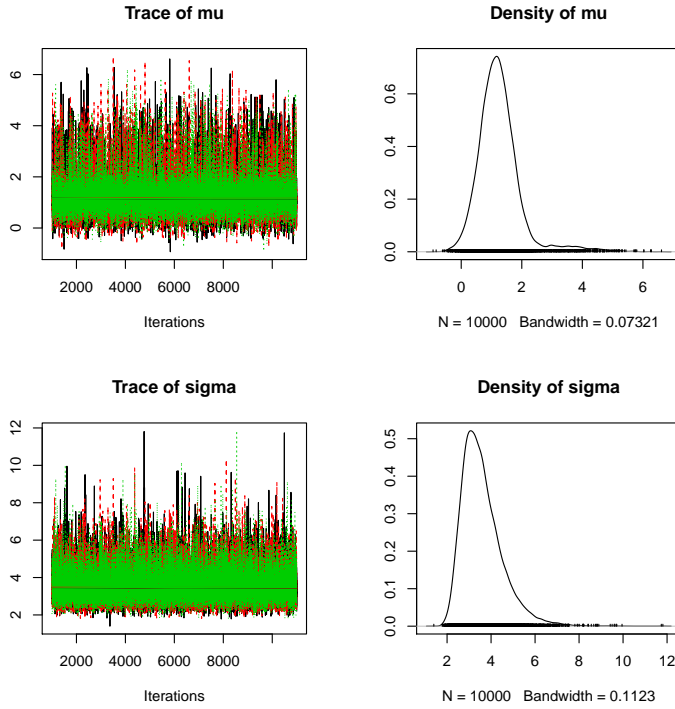 Trace of mu
6
4
2
0
2000 4000 6000 8000
Iterations
Density of mu
0.6
0.4
0.2
0.0
0 2 4 6
N = 10000 Bandwidth = 0.07321
Trace of sigma
12
10
8
6
4
2
2000 4000 6000 8000
Iterations
Density of sigma
0.5
0.4
0.3
0.2
0.1
0.0
2 4 6 8 10 12
N = 10000 Bandwidth = 0.1123